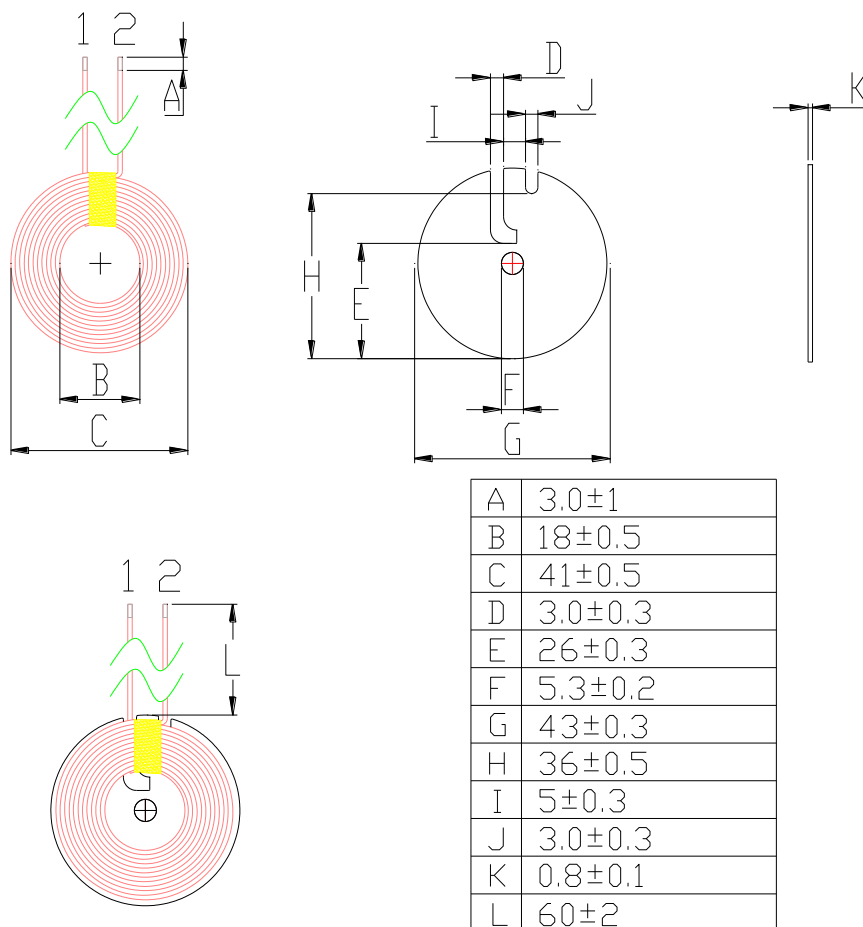 1 2
A
B
C
D
J
I
H
E
F
G
K
1 2
L
A 3.0±1
B 18±0.5
C 41±0.5
D 3.0±0.3
E 26±0.3
F 5.3±0.2
G 43±0.3
H 36±0.5
I 5±0.3
J 3.0±0.3
K 0.8±0.1
L 60±2